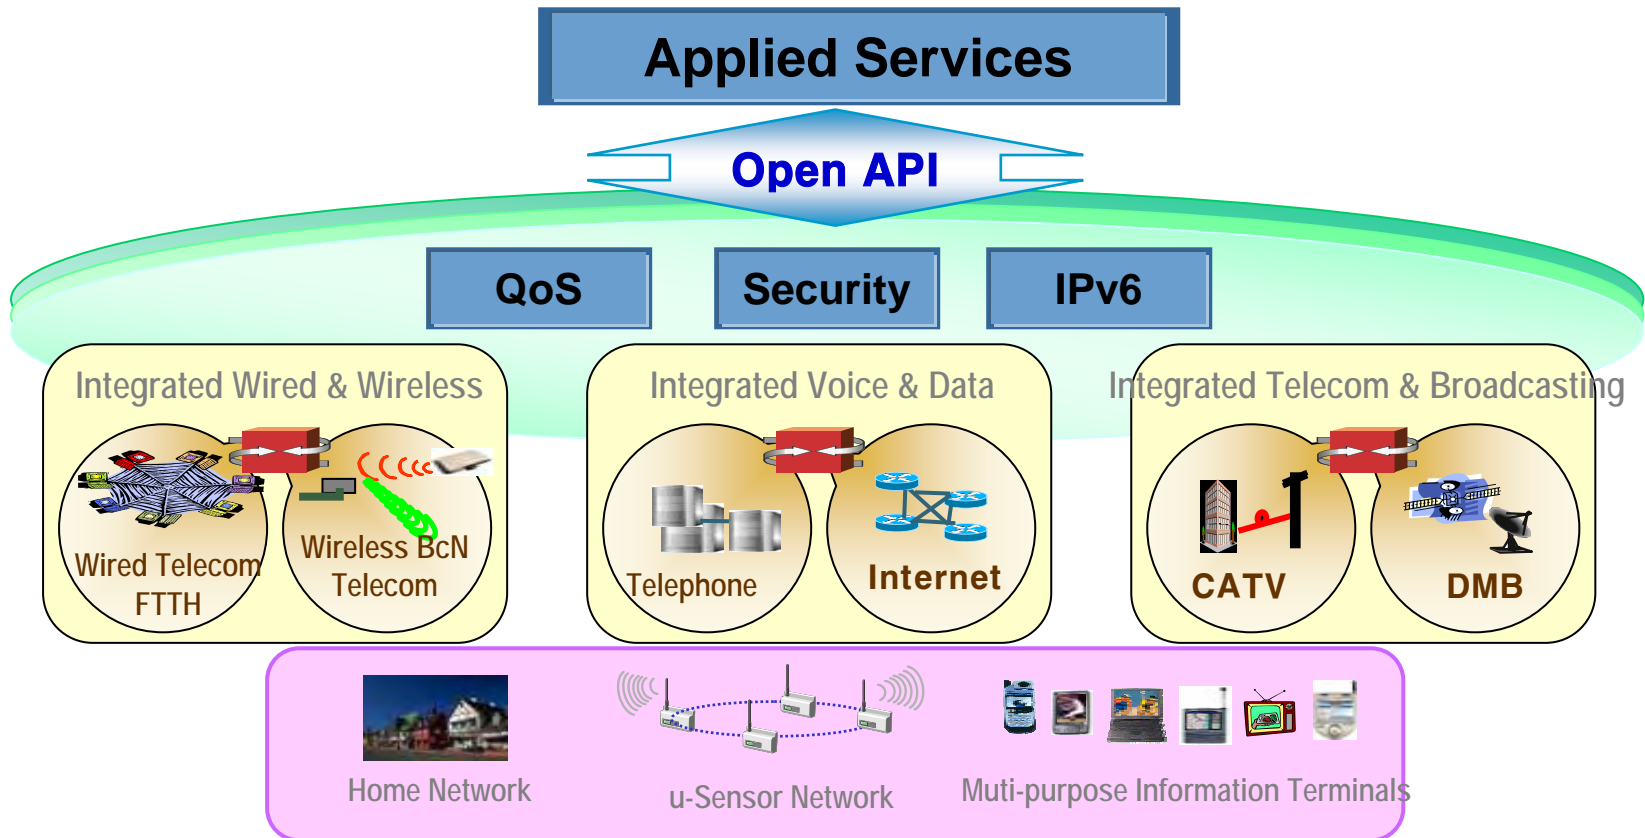 Applied Services
Open API
QoS
Security
IPv6
Integrated Wired & Wireless
Integrated Voice & Data
Integrated Telecom & Broadcasting
Wired Telecom
FTTH
Wireless BcN
Telecom
Telephone
Internet
CATV
DMB
Home Network
u-Sensor Network
Muti-purpose Information Terminals